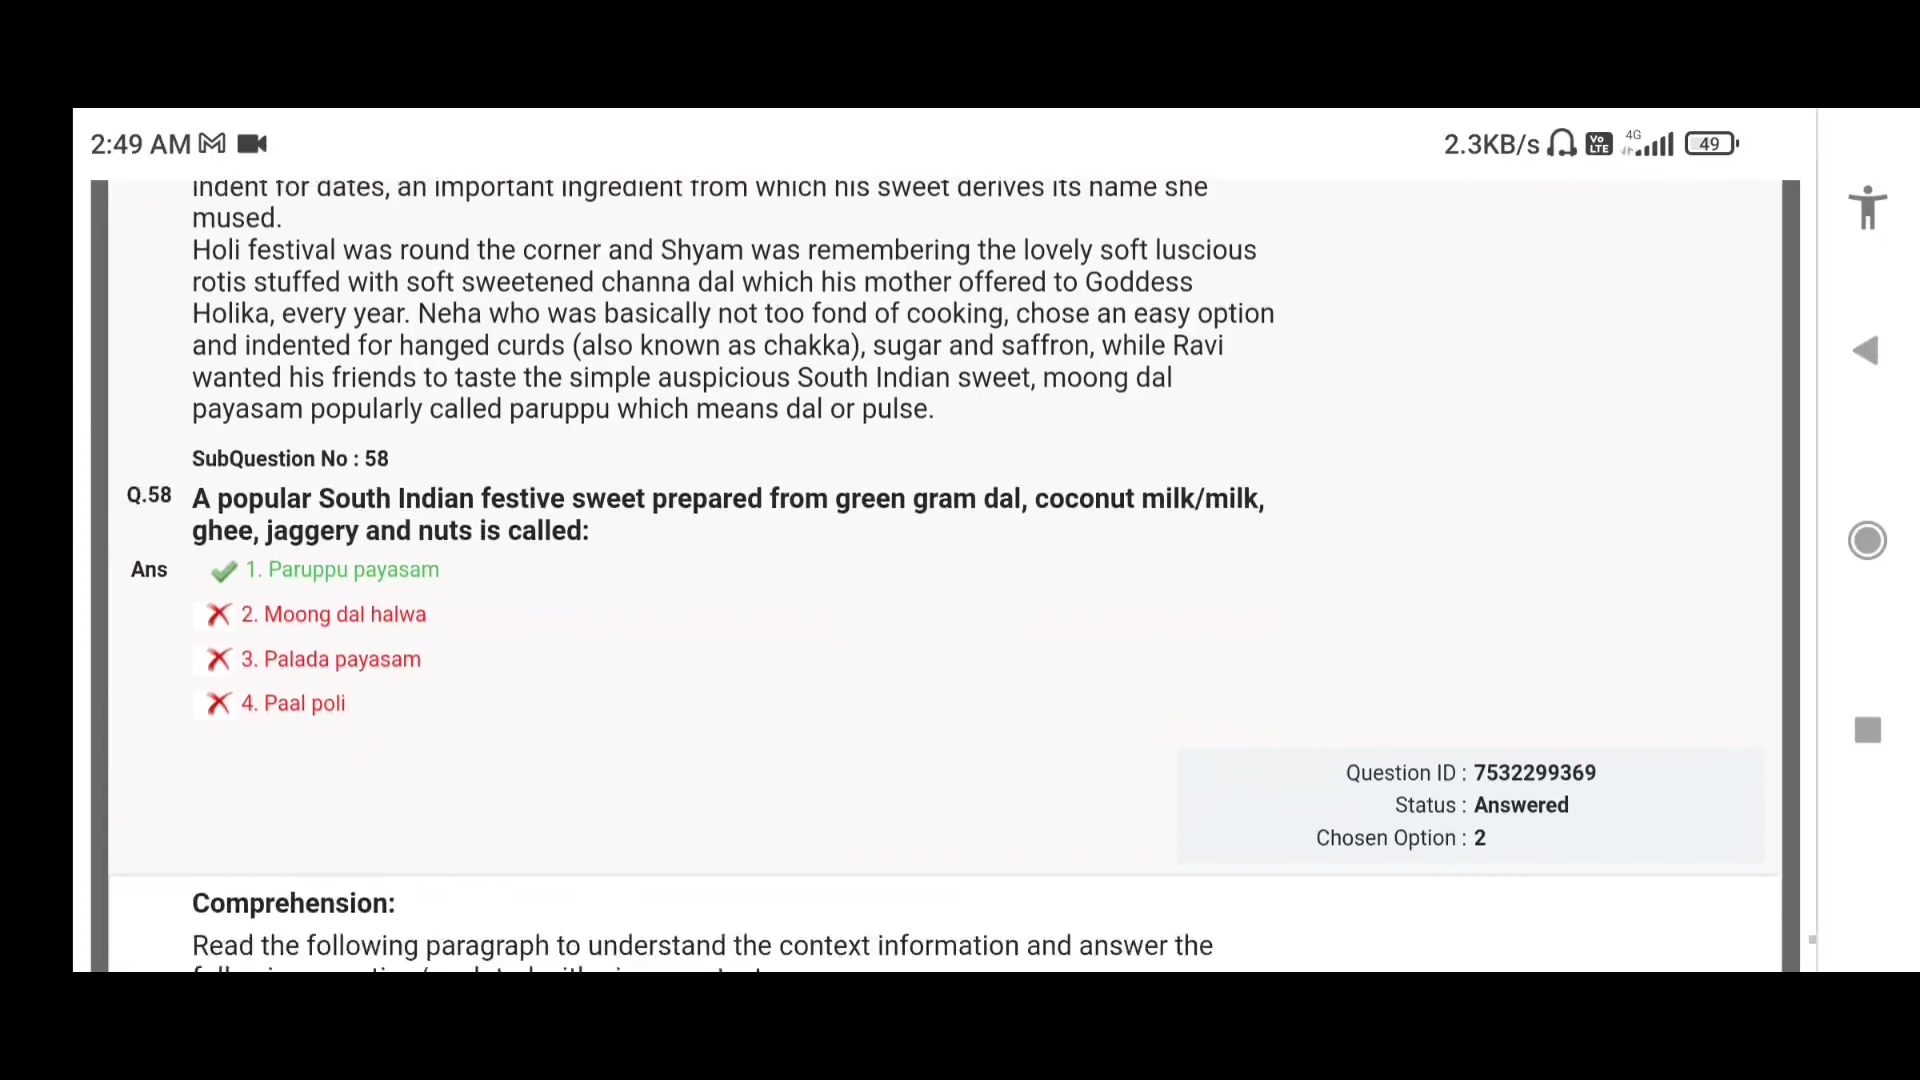 2:49 AM
2.3KB/s Vo LTE 4G 49
indent for dates, an important ingredient from which his sweet derives its name she
mused.
Holi festival was round the corner and Shyam was remembering the lovely soft luscious
rotis stuffed with soft sweetened channa dal which his mother offered to Goddess
Holika, every year. Neha who was basically not too fond of cooking, chose an easy option
and indented for hanged curds (also known as chakka), sugar and saffron, while Ravi
wanted his friends to taste the simple auspicious South Indian sweet, moong dal
payasam popularly called paruppu which means dal or pulse.
SubQuestion No : 58
Q.58 A popular South Indian festive sweet prepared from green gram dal, coconut milk/milk,
ghee, jaggery and nuts is called:
Ans 1. Paruppu payasam
2. Moong dal halwa
3. Palada payasam
4. Paal poli
Question ID : 7532299369
Status : Answered
Chosen Option : 2
Comprehension:
Read the following paragraph to understand the context information and answer the